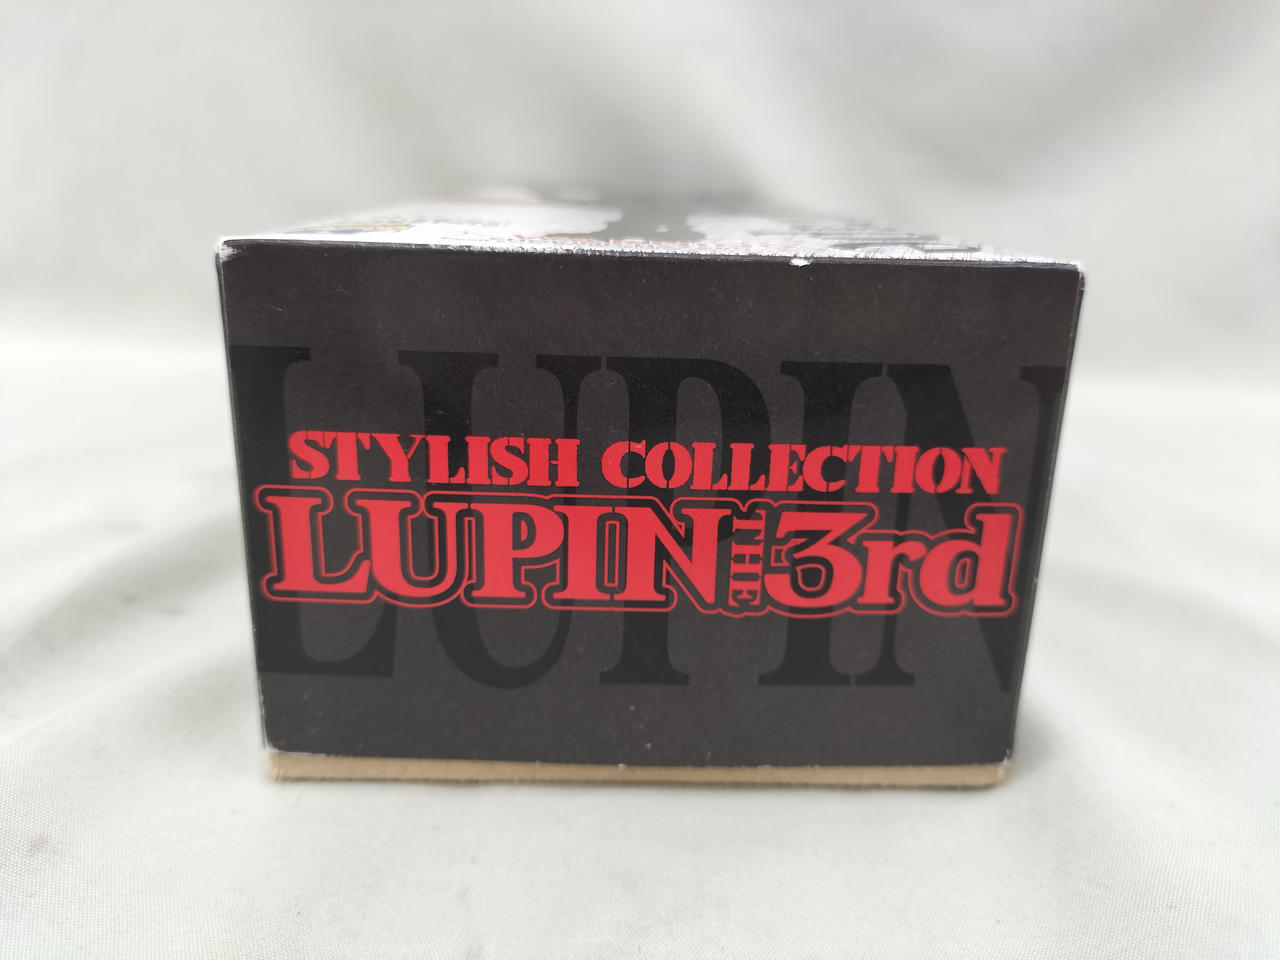 STYLISH COLLECTION
LUPIN THE 3rd
LUPIN